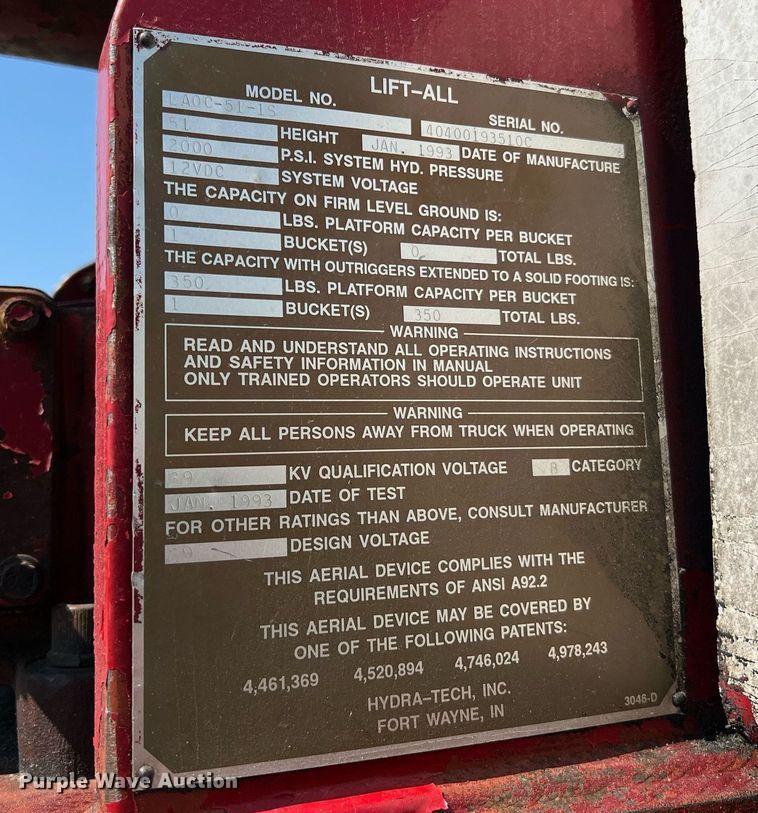 LIFT-ALL
MODEL NO. SERIAL NO.
LAOC-51-1S 40400193510C
51 HEIGHT JAN. 1993 DATE OF MANUFACTURE
2000 P.S.I. SYSTEM HYD. PRESSURE
12VDC SYSTEM VOLTAGE
THE CAPACITY ON FIRM LEVEL GROUND IS:
0 LBS. PLATFORM CAPACITY PER BUCKET
1 BUCKET(S) 0 TOTAL LBS.
THE CAPACITY WITH OUTRIGGERS EXTENDED TO A SOLID FOOTING IS:
350 LBS. PLATFORM CAPACITY PER BUCKET
1 BUCKET(S) 350 TOTAL LBS.
WARNING
READ AND UNDERSTAND ALL OPERATING INSTRUCTIONS
AND SAFETY INFORMATION IN MANUAL
ONLY TRAINED OPERATORS SHOULD OPERATE UNIT
WARNING
KEEP ALL PERSONS AWAY FROM TRUCK WHEN OPERATING
69 KV QUALIFICATION VOLTAGE B CATEGORY
JAN. 1993 DATE OF TEST
FOR OTHER RATINGS THAN ABOVE, CONSULT MANUFACTURER
69 DESIGN VOLTAGE
THIS AERIAL DEVICE COMPLIES WITH THE
REQUIREMENTS OF ANSI A92.2
THIS AERIAL DEVICE MAY BE COVERED BY
ONE OF THE FOLLOWING PATENTS:
4,461,369 4,520,894 4,746,024 4,978,243
HYDRA-TECH, INC.
FORT WAYNE, IN
3046-D
Purple Wave Auction